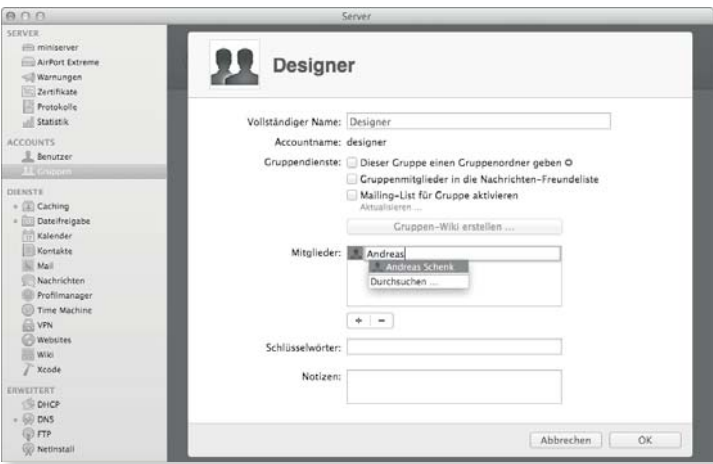 Server
SERVER
miniserver
AirPort Extreme
Warnungen
Zertifikate
Protokolle
Statistik
ACCOUNTS
Benutzer
Gruppen
DIENSTE
Caching
Dateifreigabe
Kalender
Kontakte
Mail
Nachrichten
Profilmanager
Time Machine
VPN
Websites
Wiki
Xcode
ERWEITERT
DHCP
DNS
FTP
NetInstall
Designer
Vollständiger Name: Designer
Accountname: designer
Gruppendienste: Dieser Gruppe einen Gruppenordner geben
Gruppenmitglieder in die Nachrichten-Freundeliste
Mailing-List für Gruppe aktivieren
Aktualisieren ...
Gruppen-Wiki erstellen ...
Mitglieder: Andreas
Andreas Schenk
Durchsuchen ...
+ −
Schlüsselwörter:
Notizen:
Abbrechen OK